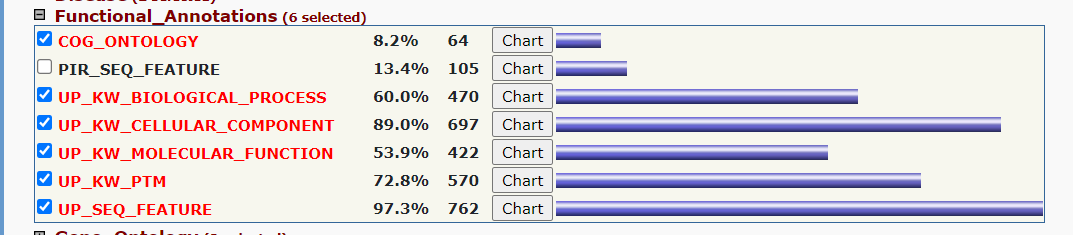 Functional_Annotations (6 selected)
COG_ONTOLOGY 8.2% 64 Chart
PIR_SEQ_FEATURE 13.4% 105 Chart
UP_KW_BIOLOGICAL_PROCESS 60.0% 470 Chart
UP_KW_CELLULAR_COMPONENT 89.0% 697 Chart
UP_KW_MOLECULAR_FUNCTION 53.9% 422 Chart
UP_KW_PTM 72.8% 570 Chart
UP_SEQ_FEATURE 97.3% 762 Chart